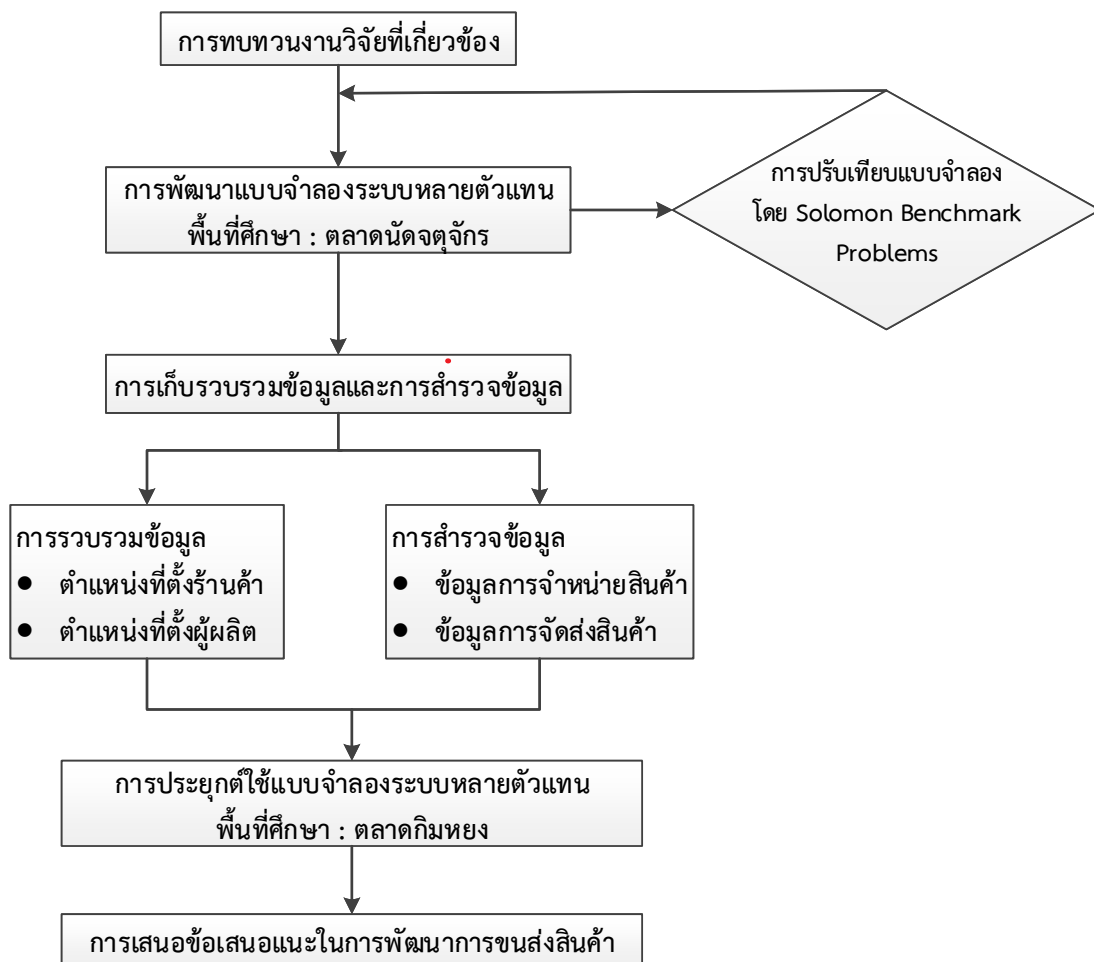 การทบทวนงานวิจัยที่เกี่ยวข้อง
การพัฒนาแบบจำลองระบบหลายตัวแทน
พื้นที่ศึกษา : ตลาดนัดจตุจักร
การปรับเทียบแบบจำลอง
โดย Solomon Benchmark
Problems
การเก็บรวบรวมข้อมูลและการสำรวจข้อมูล
การรวบรวมข้อมูล
● ตำแหน่งที่ตั้งร้านค้า
● ตำแหน่งที่ตั้งผู้ผลิต
การสำรวจข้อมูล
● ข้อมูลการจำหน่ายสินค้า
● ข้อมูลการจัดส่งสินค้า
การประยุกต์ใช้แบบจำลองระบบหลายตัวแทน
พื้นที่ศึกษา : ตลาดกิมหยง
การเสนอข้อเสนอแนะในการพัฒนาการขนส่งสินค้า